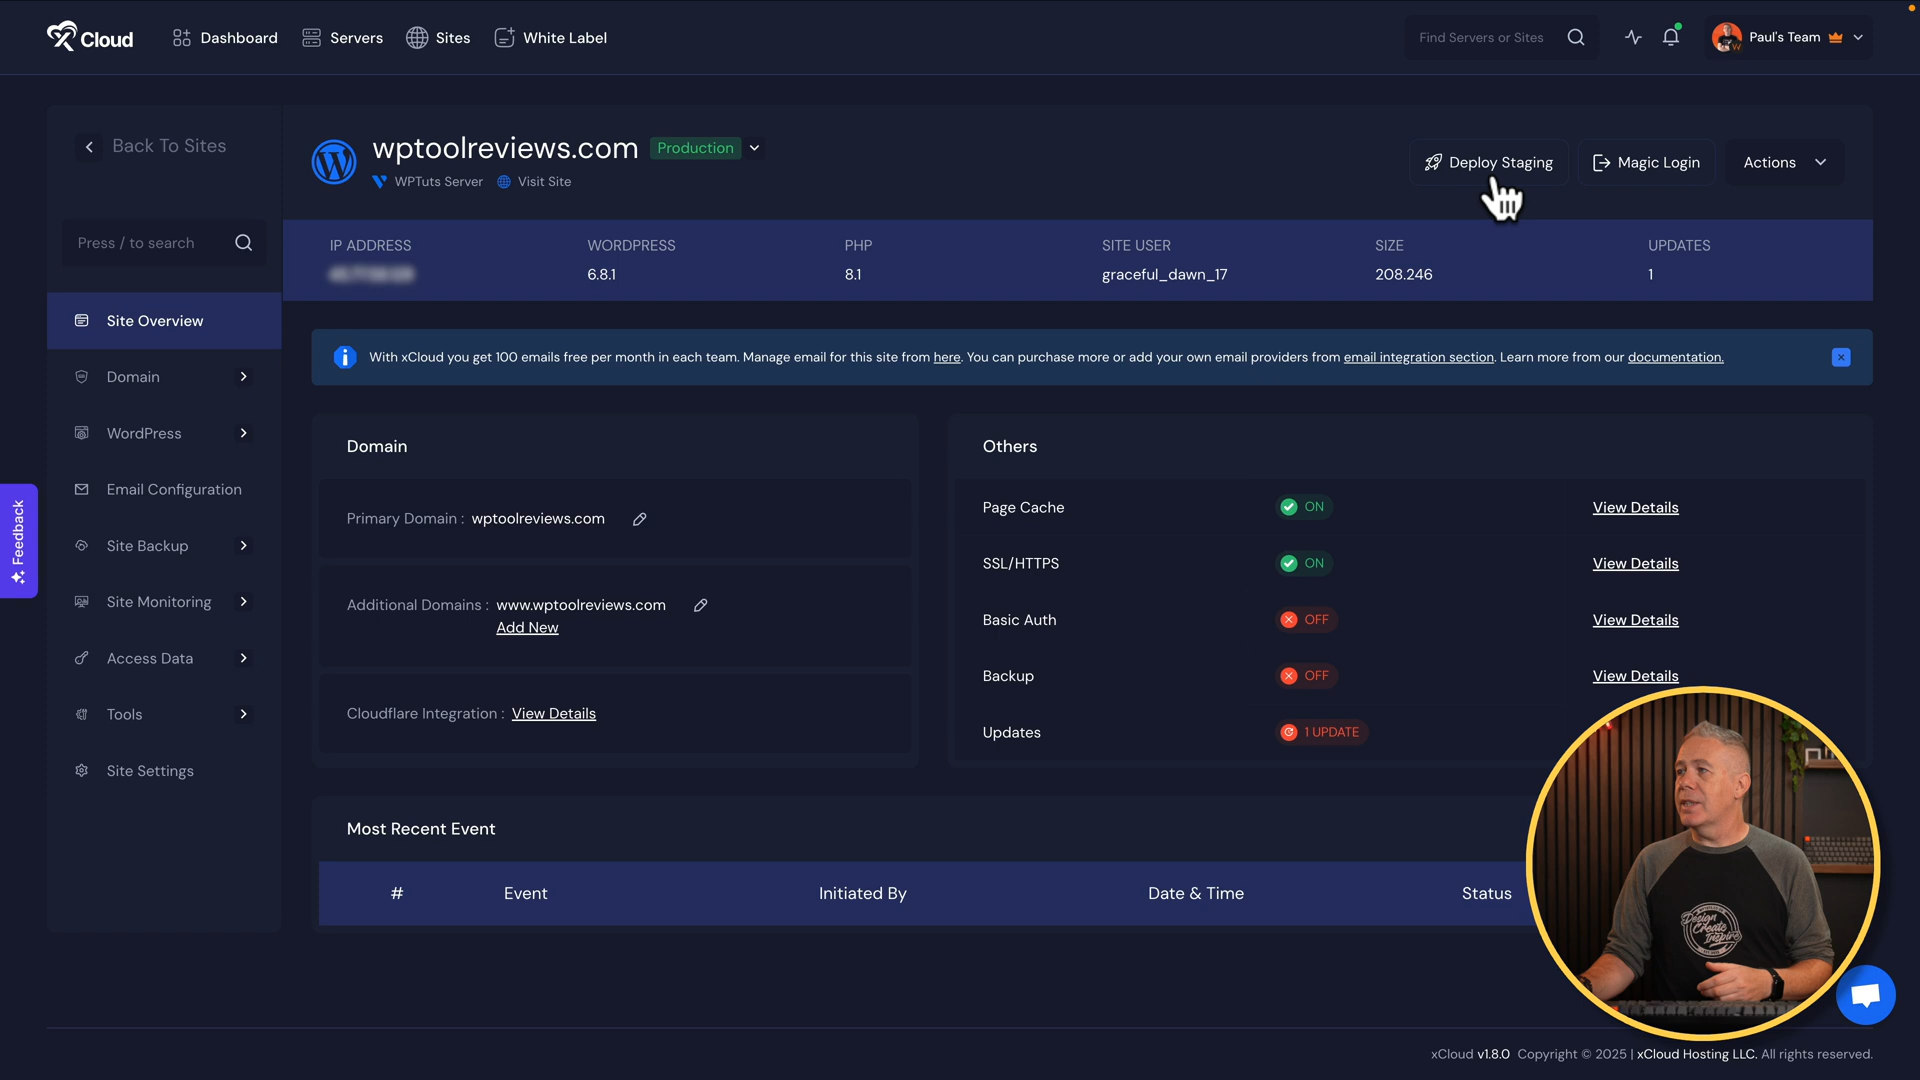 Cloud
Dashboard
Servers
Sites
White Label
Find Servers or Sites
Paul's Team
Back To Sites
Press / to search
Site Overview
Domain
WordPress
Email Configuration
Site Backup
Site Monitoring
Access Data
Tools
Site Settings
Feedback
wptoolreviews.com
Production
WPTuts Server
Visit Site
Deploy Staging
Magic Login
Actions
IP ADDRESS
WORDPRESS
6.8.1
PHP
8.1
SITE USER
graceful_dawn_17
SIZE
208.246
UPDATES
1
With xCloud you get 100 emails free per month in each team. Manage email for this site from here. You can purchase more or add your own email providers from email integration section. Learn more from our documentation.
Domain
Primary Domain : wptoolreviews.com
Additional Domains : www.wptoolreviews.com
Add New
Cloudflare Integration : View Details
Others
Page Cache ON View Details
SSL/HTTPS ON View Details
Basic Auth OFF View Details
Backup OFF View Details
Updates 1 UPDATE
Most Recent Event
# Event Initiated By Date & Time Status
Design
Create
Inspire
xCloud v1.8.0 Copyright © 2025 | xCloud Hosting LLC. All rights reserved.